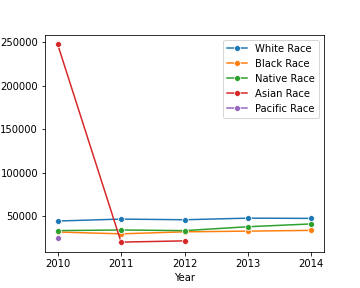 250000
200000
150000
100000
50000
2010 2011 2012 2013 2014
Year
White Race
Black Race
Native Race
Asian Race
Pacific Race